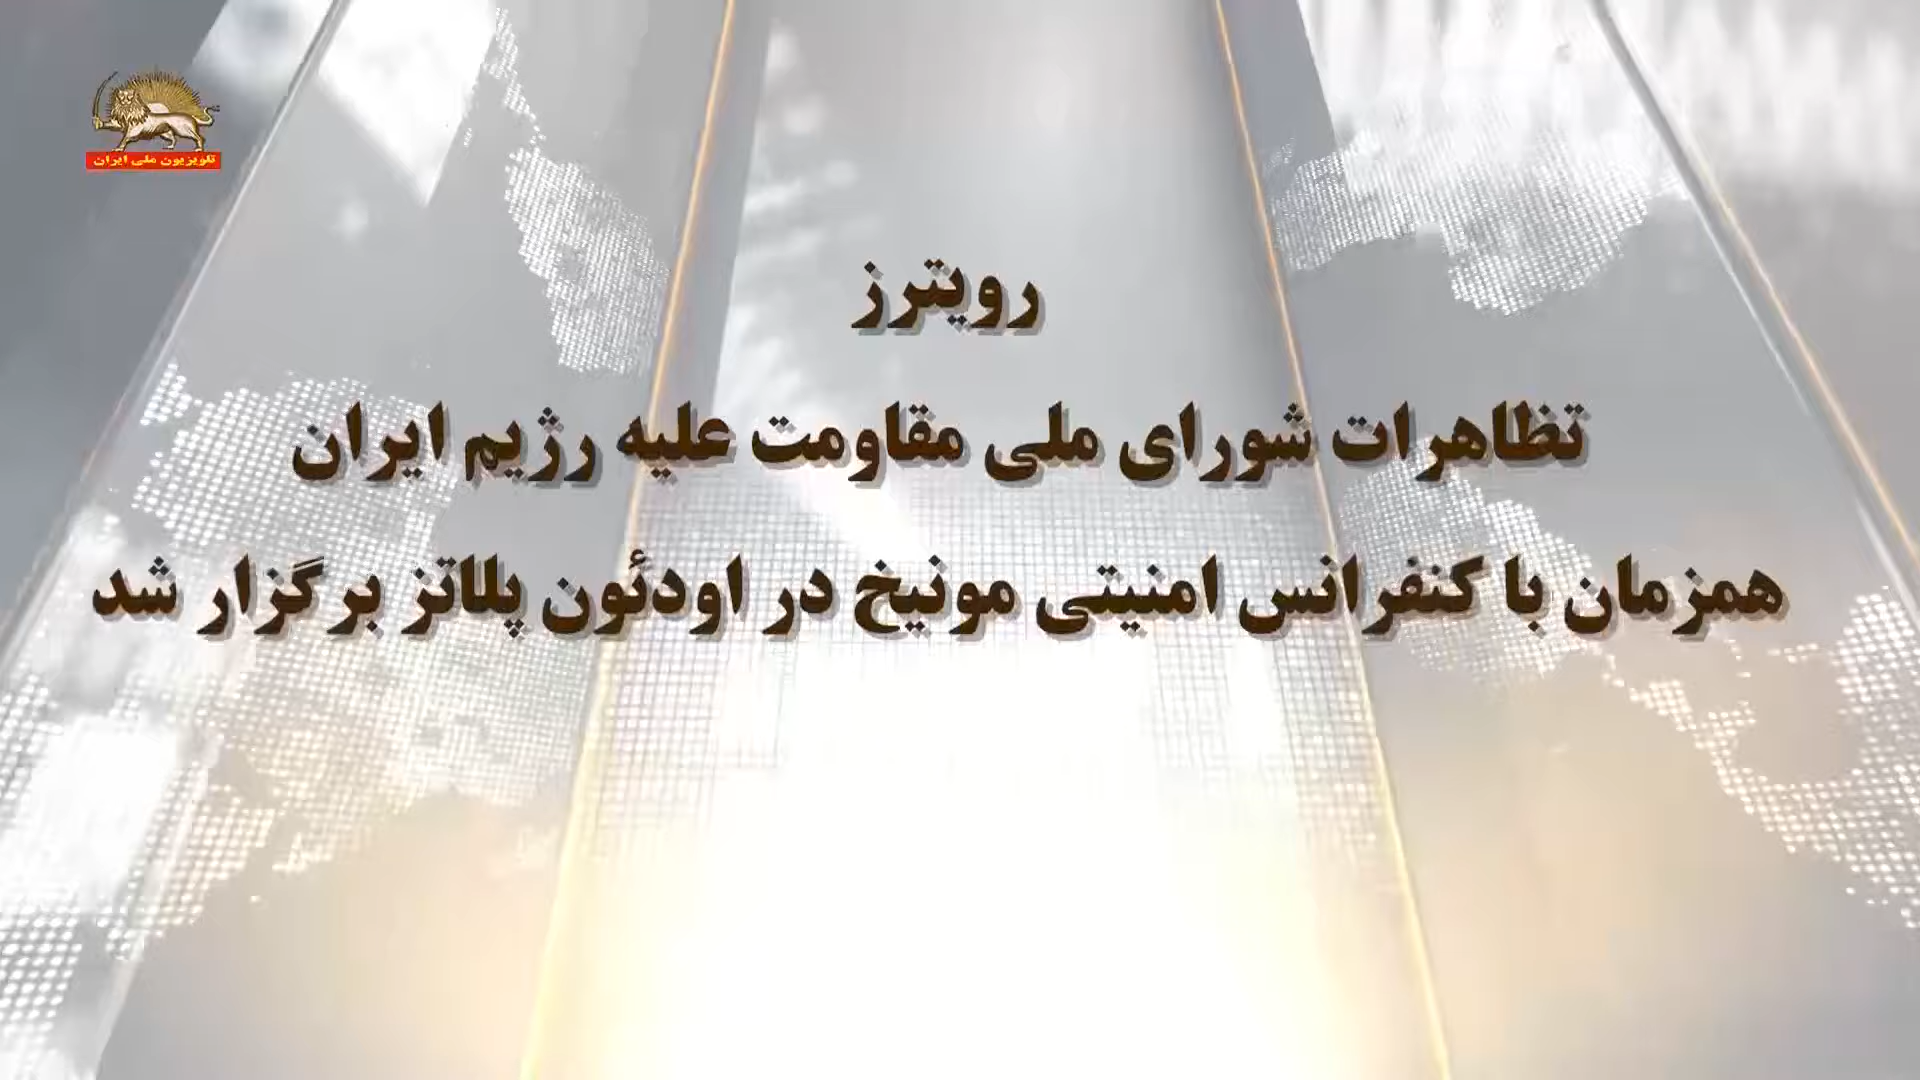 تلویزیون ملی ایران
رویترز
تظاهرات شورای ملی مقاومت علیه رژیم ایران
همزمان با کنفرانس امنیتی مونیخ در اودئون پلاتز برگزار شد